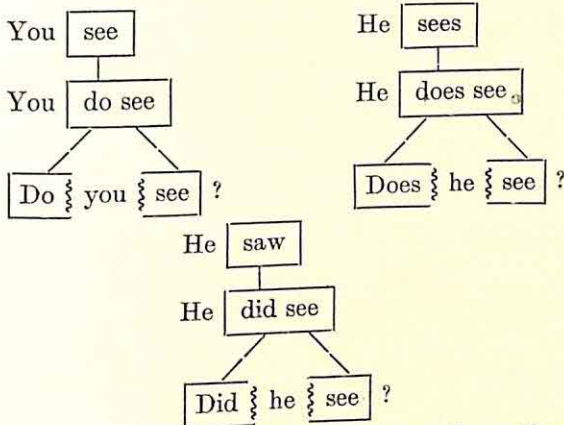 You see
You do see
Do you see ?
He sees
He does see
Does he see ?
He saw
He did see
Did he see ?